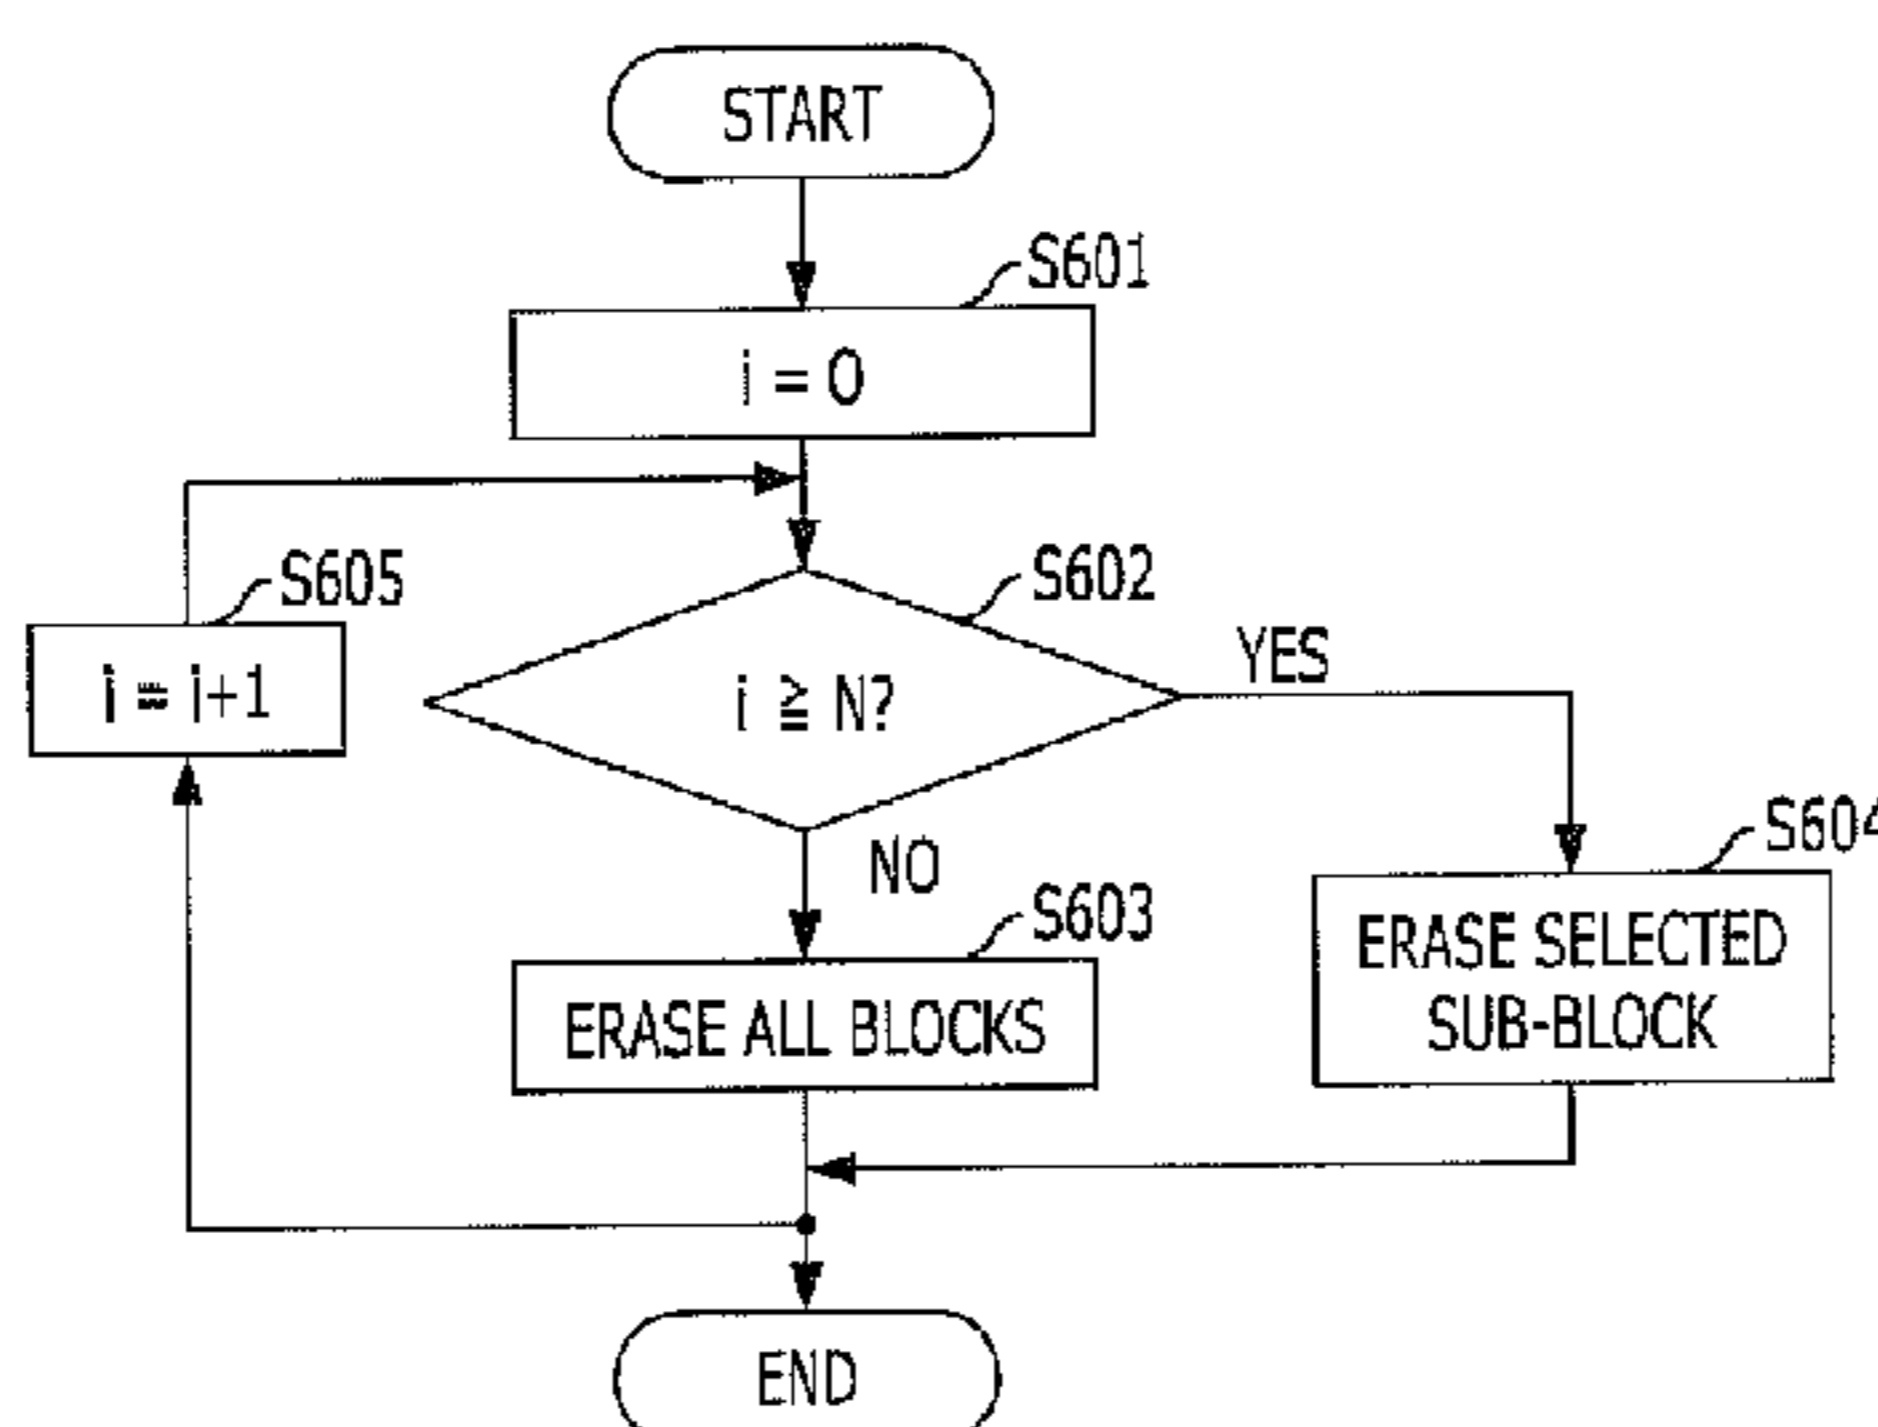 START
S601
i = 0
S605
i = i+1
S602
i ≧ N?
YES
NO
S603
ERASE ALL BLOCKS
S604
ERASE SELECTED
SUB-BLOCK
END